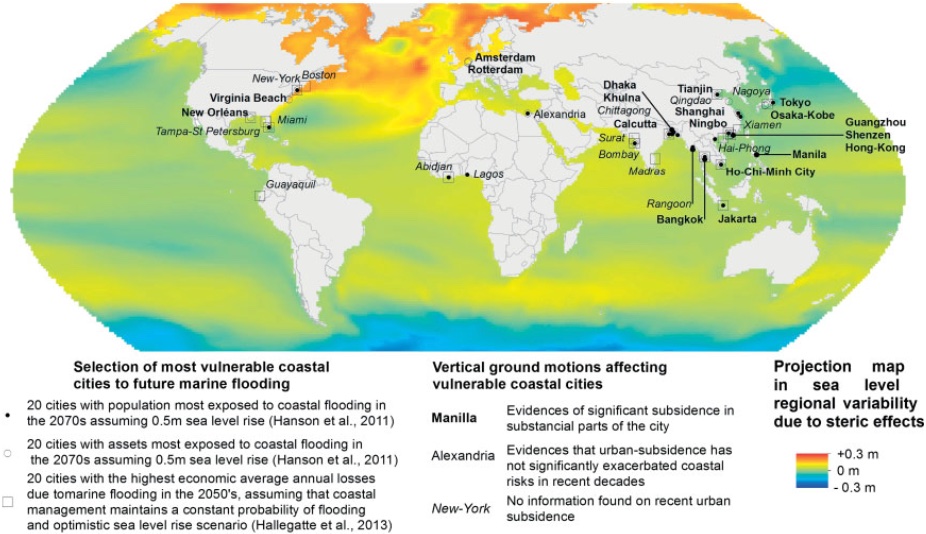 New-York
Boston
Virginia Beach
New Orléans
Miami
Tampa-St Petersburg
Guayaquil
Amsterdam
Rotterdam
Alexandria
Abidjan
Lagos
Dhaka
Khulna
Chittagong
Calcutta
Surat
Bombay
Madras
Rangoon
Bangkok
Tianjin
Qingdao
Shanghai
Ningbo
Nagoya
Tokyo
Osaka-Kobe
Xiamen
Guangzhou
Shenzen
Hong-Kong
Hai-Phong
Manila
Ho-Chi-Minh City
Jakarta
Selection of most vulnerable coastal
cities to future marine flooding
20 cities with population most exposed to coastal flooding in
the 2070s assuming 0.5m sea level rise (Hanson et al., 2011)
20 cities with assets most exposed to coastal flooding in
the 2070s assuming 0.5m sea level rise (Hanson et al., 2011)
20 cities with the highest economic average annual losses
due tomarine flooding in the 2050's, assuming that coastal
management maintains a constant probability of flooding
and optimistic sea level rise scenario (Hallegatte et al., 2013)
Vertical ground motions affecting
vulnerable coastal cities
Manilla Evidences of significant subsidence in
substancial parts of the city
Alexandria Evidences that urban-subsidence has
not significantly exacerbated coastal
risks in recent decades
New-York No information found on recent urban
subsidence
Projection map
in sea level
regional variability
due to steric effects
+0.3 m
0 m
- 0.3 m